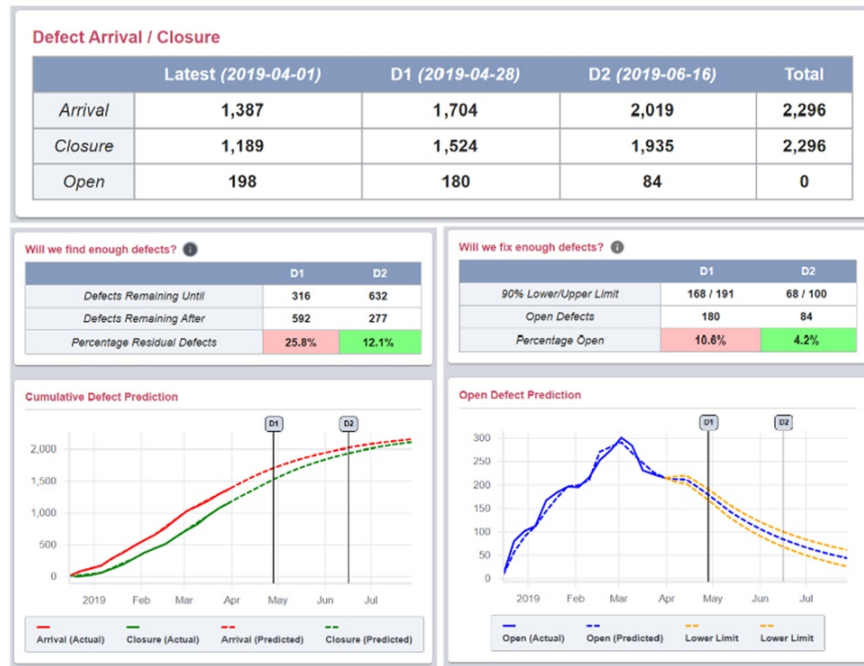 Defect Arrival / Closure
Latest (2019-04-01) D1 (2019-04-28) D2 (2019-06-16) Total
Arrival 1,387 1,704 2,019 2,296
Closure 1,189 1,524 1,935 2,296
Open 198 180 84 0
Will we find enough defects? i
D1 D2
Defects Remaining Until 316 632
Defects Remaining After 592 277
Percentage Residual Defects 25.8% 12.1%
Will we fix enough defects? i
D1 D2
90% Lower/Upper Limit 168 / 191 68 / 100
Open Defects 180 84
Percentage Open 10.6% 4.2%
Cumulative Defect Prediction
D1 D2
2,000
1,500
1,000
500
0
2019 Feb Mar Apr May Jun Jul
Arrival (Actual) Closure (Actual) Arrival (Predicted) Closure (Predicted)
Open Defect Prediction
D1 D2
300
250
200
150
100
50
0
2019 Feb Mar Apr May Jun Jul
Open (Actual) Open (Predicted) Lower Limit Lower Limit